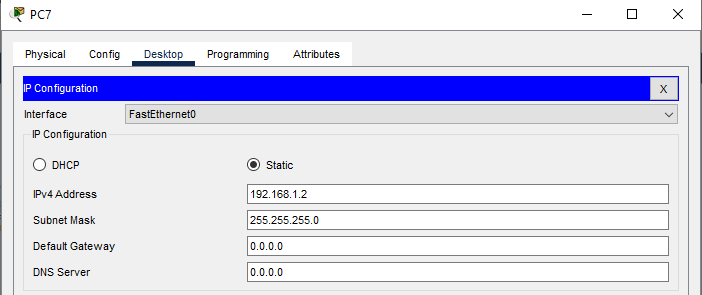 PC7
Physical Config Desktop Programming Attributes
IP Configuration X
Interface FastEthernet0
IP Configuration
DHCP Static
IPv4 Address 192.168.1.2
Subnet Mask 255.255.255.0
Default Gateway 0.0.0.0
DNS Server 0.0.0.0